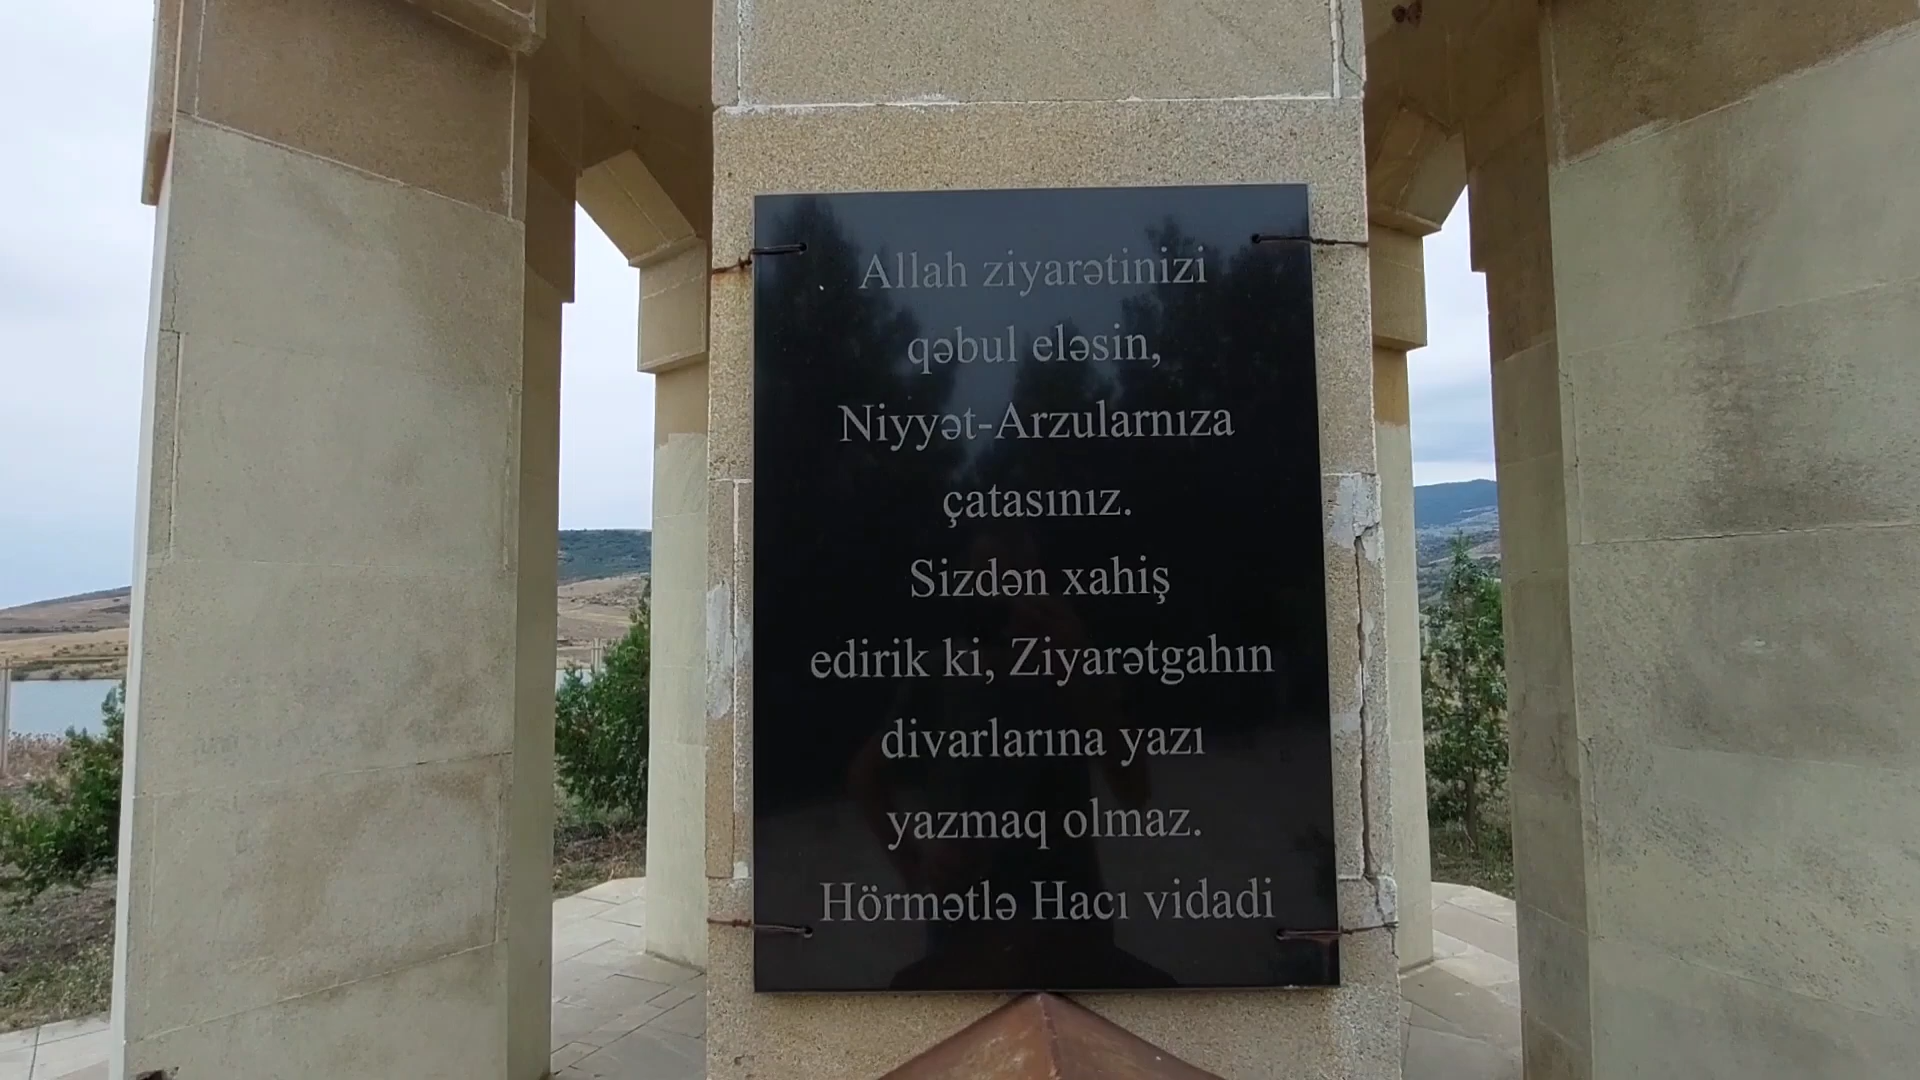 Allah ziyarətinizi
qəbul eləsin,
Niyyət-Arzularnıza
çatasınız.
Sizdən xahiş
edirik ki, Ziyarətgahın
divarlarına yazı
yazmaq olmaz.
Hörmətlə Hacı vidadi